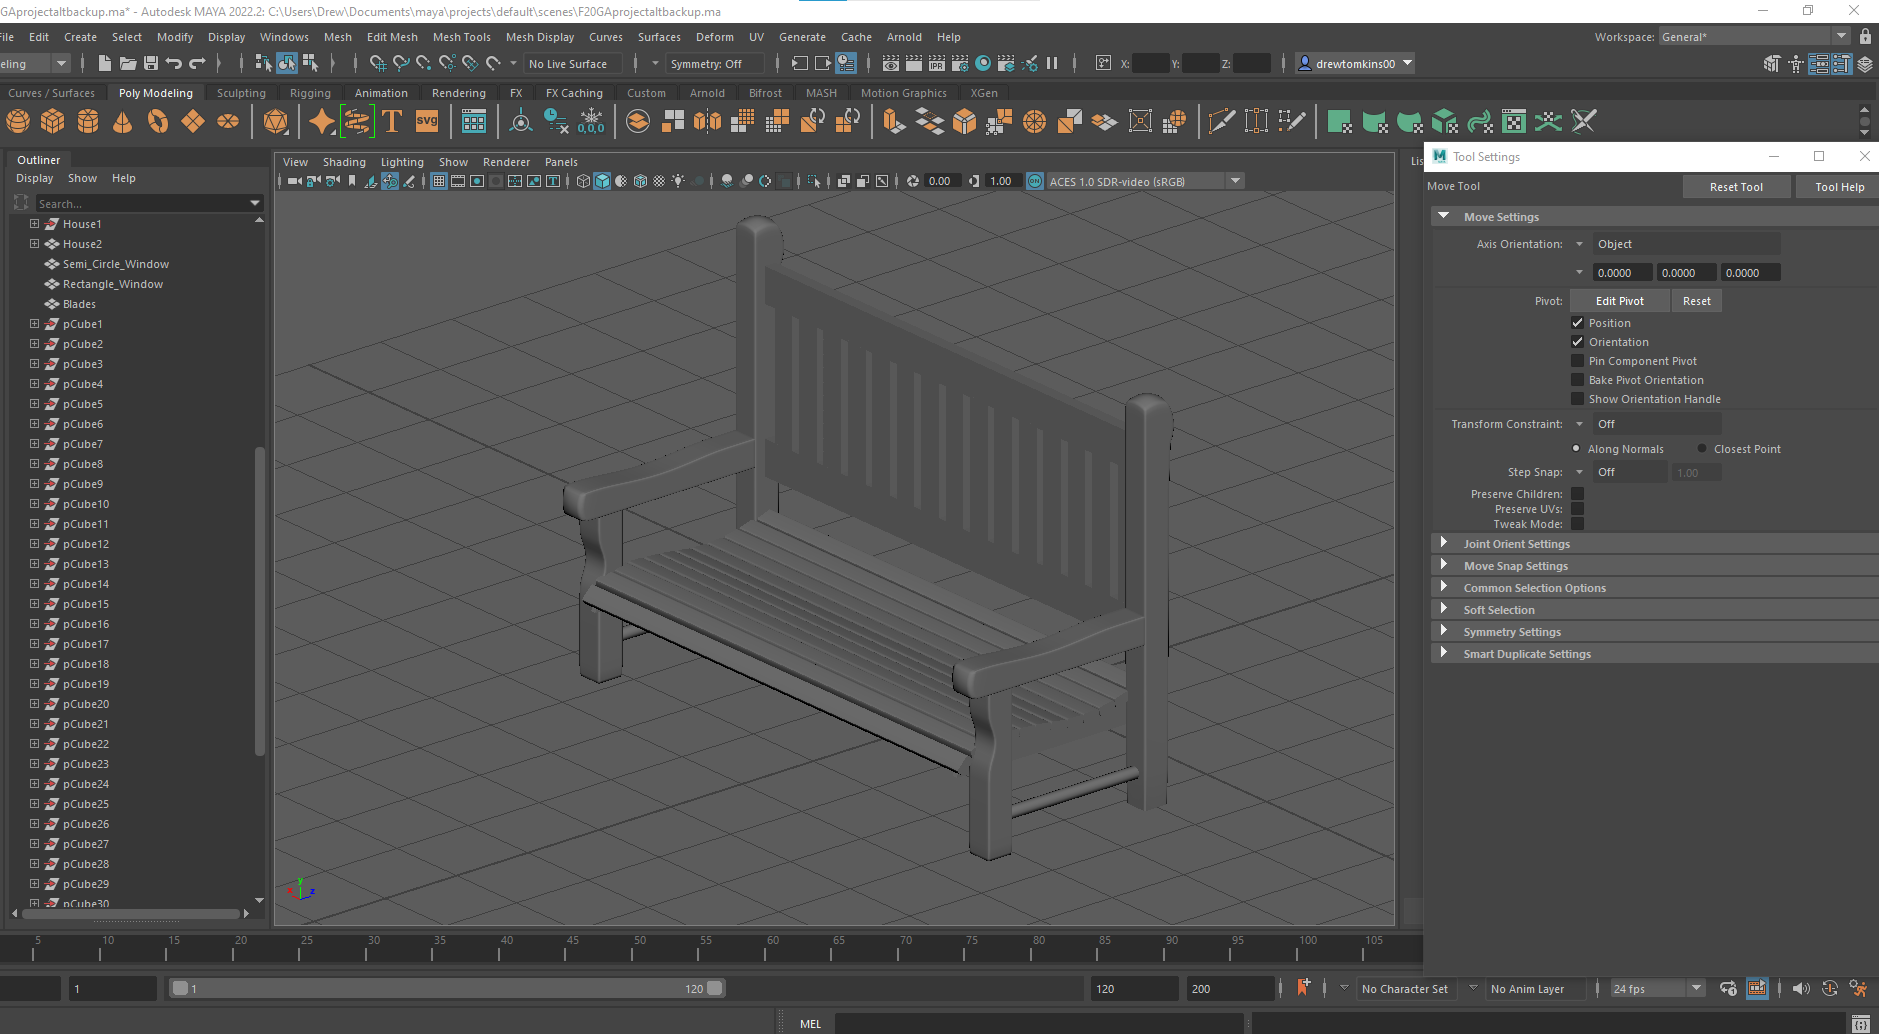 GAprojectaltbackup.ma* - Autodesk MAYA 2022.2: C:\Users\Drew\Documents\maya\projects\default\scenes\F20GAprojectaltbackup.ma
File Edit Create Select Modify Display Windows Mesh Edit Mesh Mesh Tools Mesh Display Curves Surfaces Deform UV Generate Cache Arnold Help Workspace: General*
eling No Live Surface Symmetry: Off IPR X: Y: Z: drewtomkins00
Curves / Surfaces Poly Modeling Sculpting Rigging Animation Rendering FX FX Caching Custom Arnold Bifrost MASH Motion Graphics XGen
T SVG 0,0,0
Outliner
Display Show Help
Search...
House1
House2
Semi_Circle_Window
Rectangle_Window
Blades
pCube1
pCube2
pCube3
pCube4
pCube5
pCube6
pCube7
pCube8
pCube9
pCube10
pCube11
pCube12
pCube13
pCube14
pCube15
pCube16
pCube17
pCube18
pCube19
pCube20
pCube21
pCube22
pCube23
pCube24
pCube25
pCube26
pCube27
pCube28
pCube29
pCube30
View Shading Lighting Show Renderer Panels
0.00 1.00 ACES 1.0 SDR-video (sRGB)
y
x z
Lis
M Tool Settings
Move Tool Reset Tool Tool Help
Move Settings
Axis Orientation: Object
0.0000 0.0000 0.0000
Pivot: Edit Pivot Reset
Position
Orientation
Pin Component Pivot
Bake Pivot Orientation
Show Orientation Handle
Transform Constraint: Off
Along Normals Closest Point
Step Snap: Off 1.00
Preserve Children:
Preserve UVs:
Tweak Mode:
Joint Orient Settings
Move Snap Settings
Common Selection Options
Soft Selection
Symmetry Settings
Smart Duplicate Settings
5 10 15 20 25 30 35 40 45 50 55 60 65 70 75 80 85 90 95 100 105
1 1 120 120 200 No Character Set No Anim Layer 24 fps
MEL